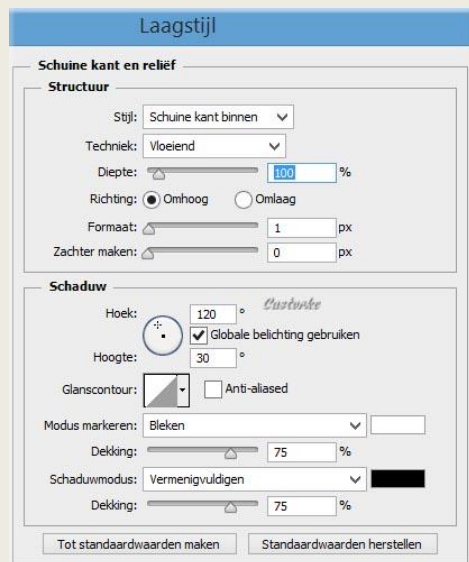 Laagstijl
Schuine kant en reliëf
Structuur
Stijl: Schuine kant binnen
Techniek: Vloeiend
Diepte: 100 %
Richting: Omhoog Omlaag
Formaat: 1 px
Zachter maken: 0 px
Schaduw
Hoek: 120 °
Globale belichting gebruiken
Hoogte: 30 °
Glanscontour: Anti-aliased
Modus markeren: Bleken
Dekking: 75 %
Schaduwmodus: Vermenigvuldigen
Dekking: 75 %
Tot standaardwaarden maken Standaardwaarden herstellen